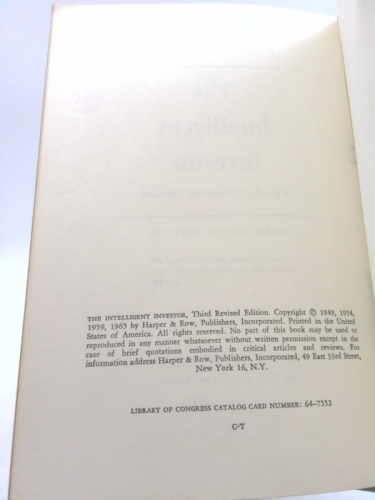 THE INTELLIGENT INVESTOR, Third Revised Edition. Copyright © 1949, 1954,
1959, 1965 by Harper & Row, Publishers, Incorporated. Printed in the United
States of America. All rights reserved. No part of this book may be used or
reproduced in any manner whatsoever without written permission except in the
case of brief quotations embodied in critical articles and reviews. For
information address Harper & Row, Publishers, Incorporated, 49 East 33rd Street,
New York 16, N.Y.
LIBRARY OF CONGRESS CATALOG CARD NUMBER: 64-7552
C-T